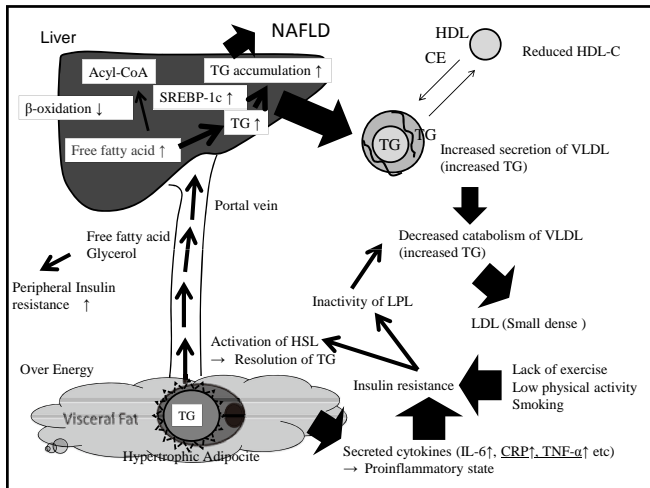 Liver
NAFLD
HDL
CE
Reduced HDL-C
Acyl-CoA
TG accumulation ↑
β-oxidation ↓
SREBP-1c ↑
TG ↑
Free fatty acid ↑
TG
TG
Increased secretion of VLDL
(increased TG)
Portal vein
Free fatty acid
Glycerol
Decreased catabolism of VLDL
(increased TG)
Peripheral Insulin
resistance ↑
Inactivity of LPL
LDL (Small dense )
Activation of HSL
→ Resolution of TG
Over Energy
Insulin resistance
Lack of exercise
Low physical activity
Smoking
Visceral Fat
TG
Hypertrophic Adipocite
Secreted cytokines (IL-6↑, CRP↑, TNF-α↑ etc)
→ Proinflammatory state